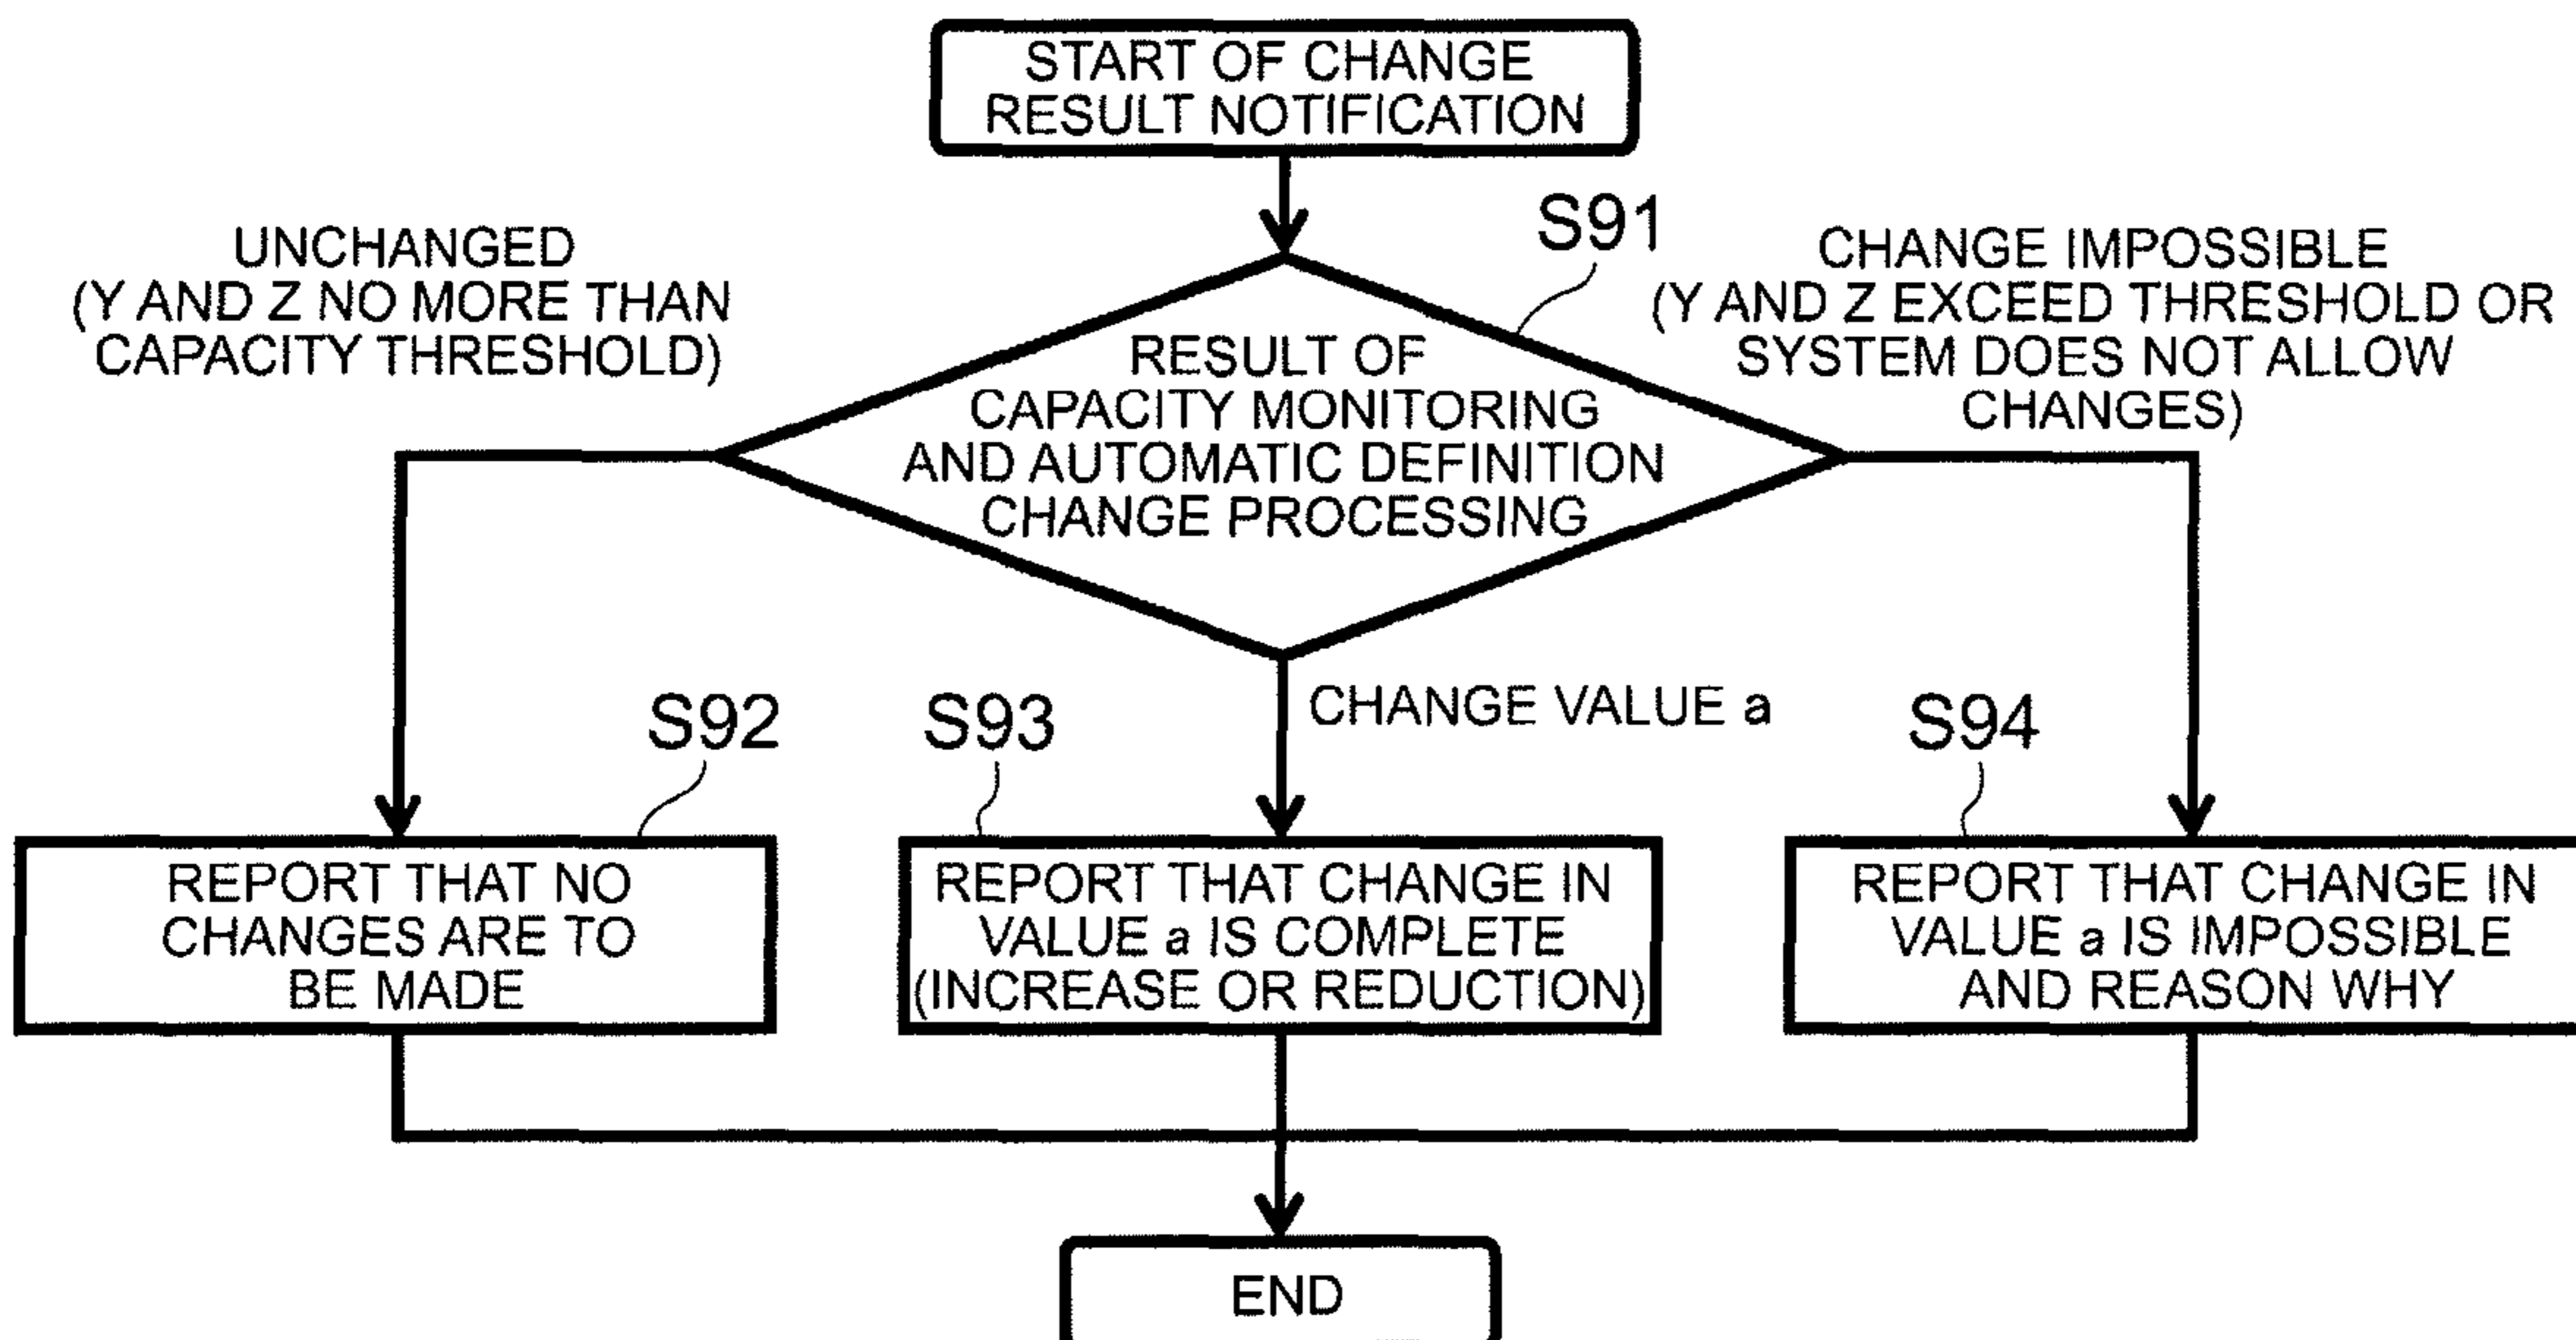 START OF CHANGE
RESULT NOTIFICATION
S91
UNCHANGED
(Y AND Z NO MORE THAN
CAPACITY THRESHOLD)
CHANGE IMPOSSIBLE
(Y AND Z EXCEED THRESHOLD OR
SYSTEM DOES NOT ALLOW
CHANGES)
RESULT OF
CAPACITY MONITORING
AND AUTOMATIC DEFINITION
CHANGE PROCESSING
CHANGE VALUE a
S92
S93
S94
REPORT THAT NO
CHANGES ARE TO
BE MADE
REPORT THAT CHANGE IN
VALUE a IS COMPLETE
(INCREASE OR REDUCTION)
REPORT THAT CHANGE IN
VALUE a IS IMPOSSIBLE
AND REASON WHY
END